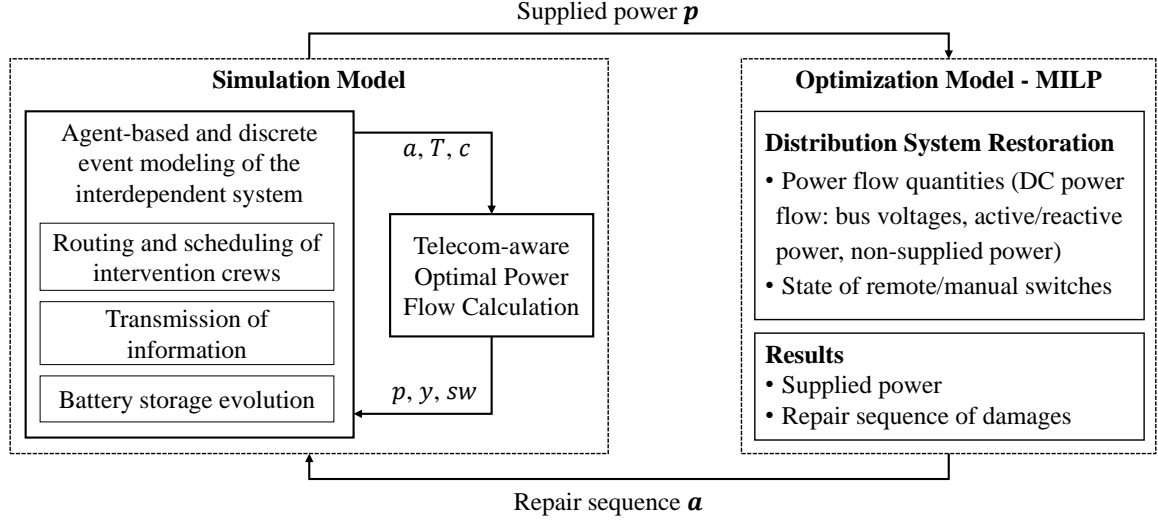 Supplied power p
Simulation Model
Agent-based and discrete
event modeling of the
interdependent system
Routing and scheduling of
intervention crews
Transmission of
information
Battery storage evolution
a, T, c
Telecom-aware
Optimal Power
Flow Calculation
p, y, sw
Optimization Model - MILP
Distribution System Restoration
• Power flow quantities (DC power
flow: bus voltages, active/reactive
power, non-supplied power)
• State of remote/manual switches
Results
• Supplied power
• Repair sequence of damages
Repair sequence a